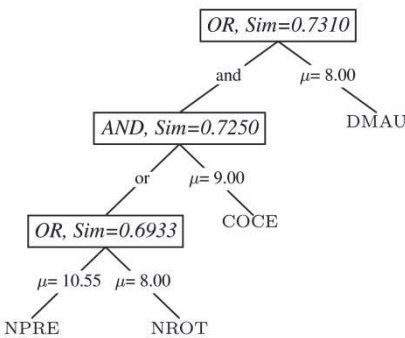 OR, Sim=0.7310
and μ= 8.00
DMAU
AND, Sim=0.7250
or μ= 9.00
COCE
OR, Sim=0.6933
μ= 10.55 μ= 8.00
NPRE NROT